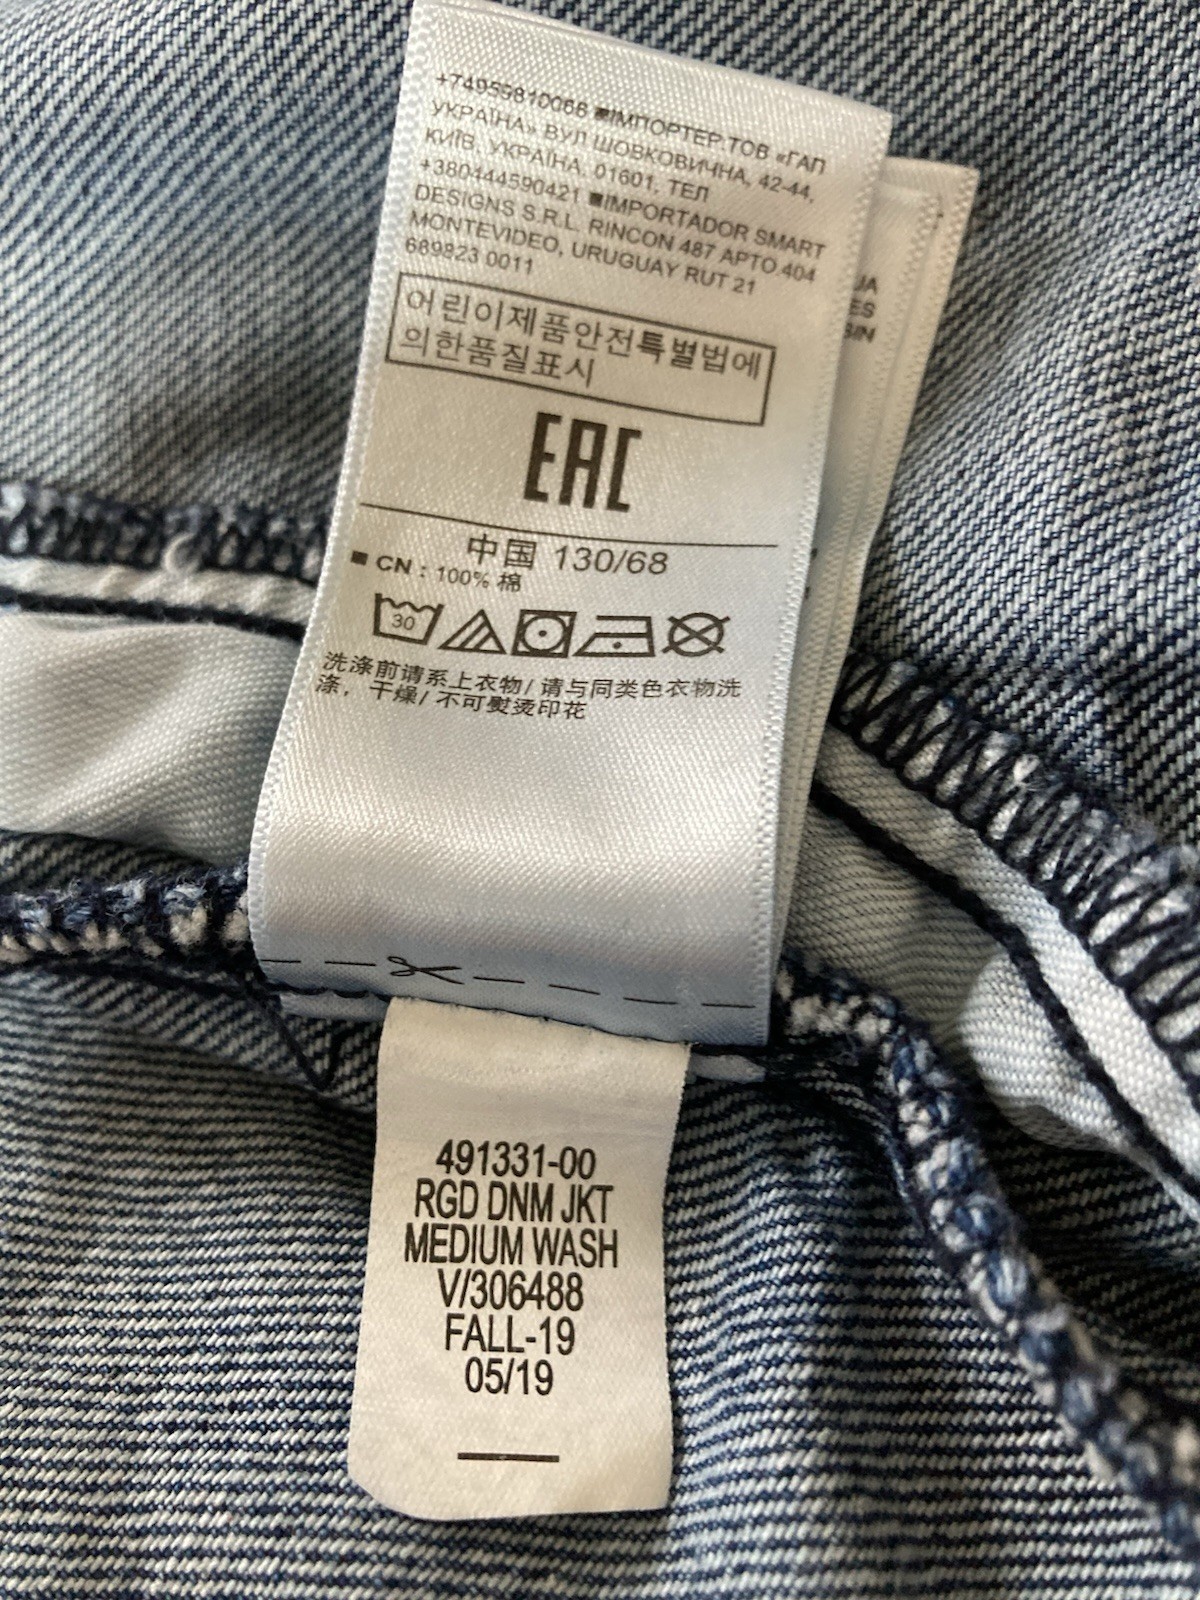 +74959810066 ■ІМПОРТЕР ТОВ «ГАП
УКРАЇНА» ВУЛ ШОВКОВИЧНА, 42-44,
КИЇВ, УКРАЇНА, 01601, ТЕЛ
+380444590421 ■IMPORTADOR SMART
DESIGNS S.R.L. RINCON 487 APTO 404
MONTEVIDEO, URUGUAY RUT 21
689823 0011
어린이제품안전특별법에
의한품질표시
EAC
中国 130/68
■ CN : 100% 棉
30
洗涤前请系上衣物/ 请与同类色衣物洗
涤，干燥/ 不可熨烫印花
491331-00
RGD DNM JKT
MEDIUM WASH
V/306488
FALL-19
05/19